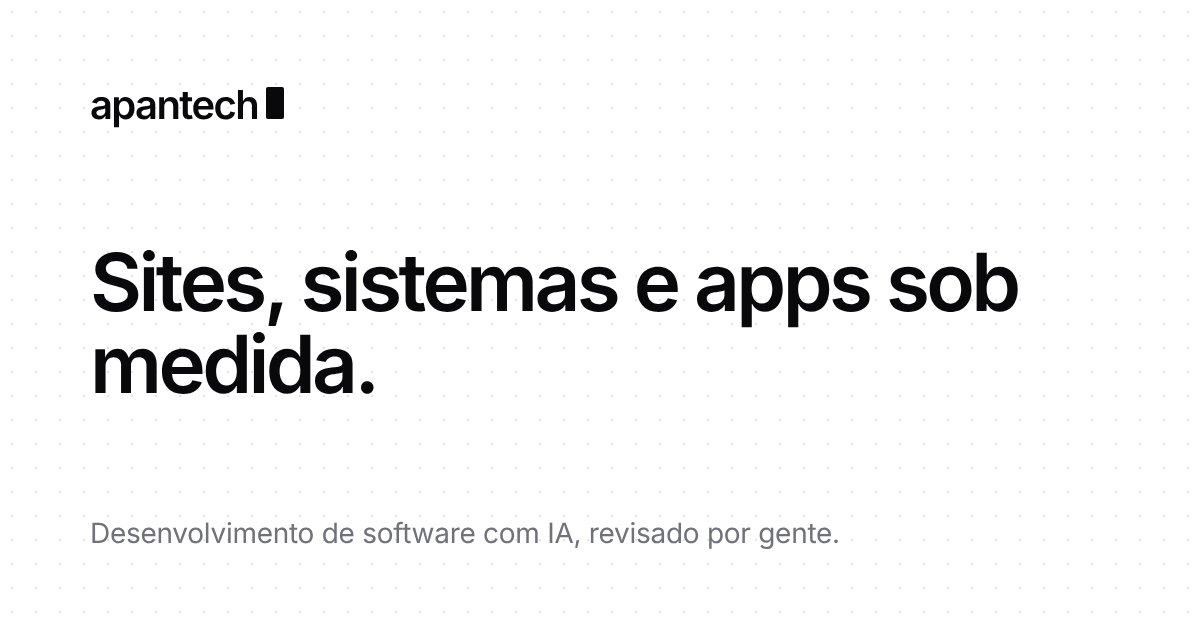 apantech
Sites, sistemas e apps sob
medida.
Desenvolvimento de software com IA, revisado por gente.